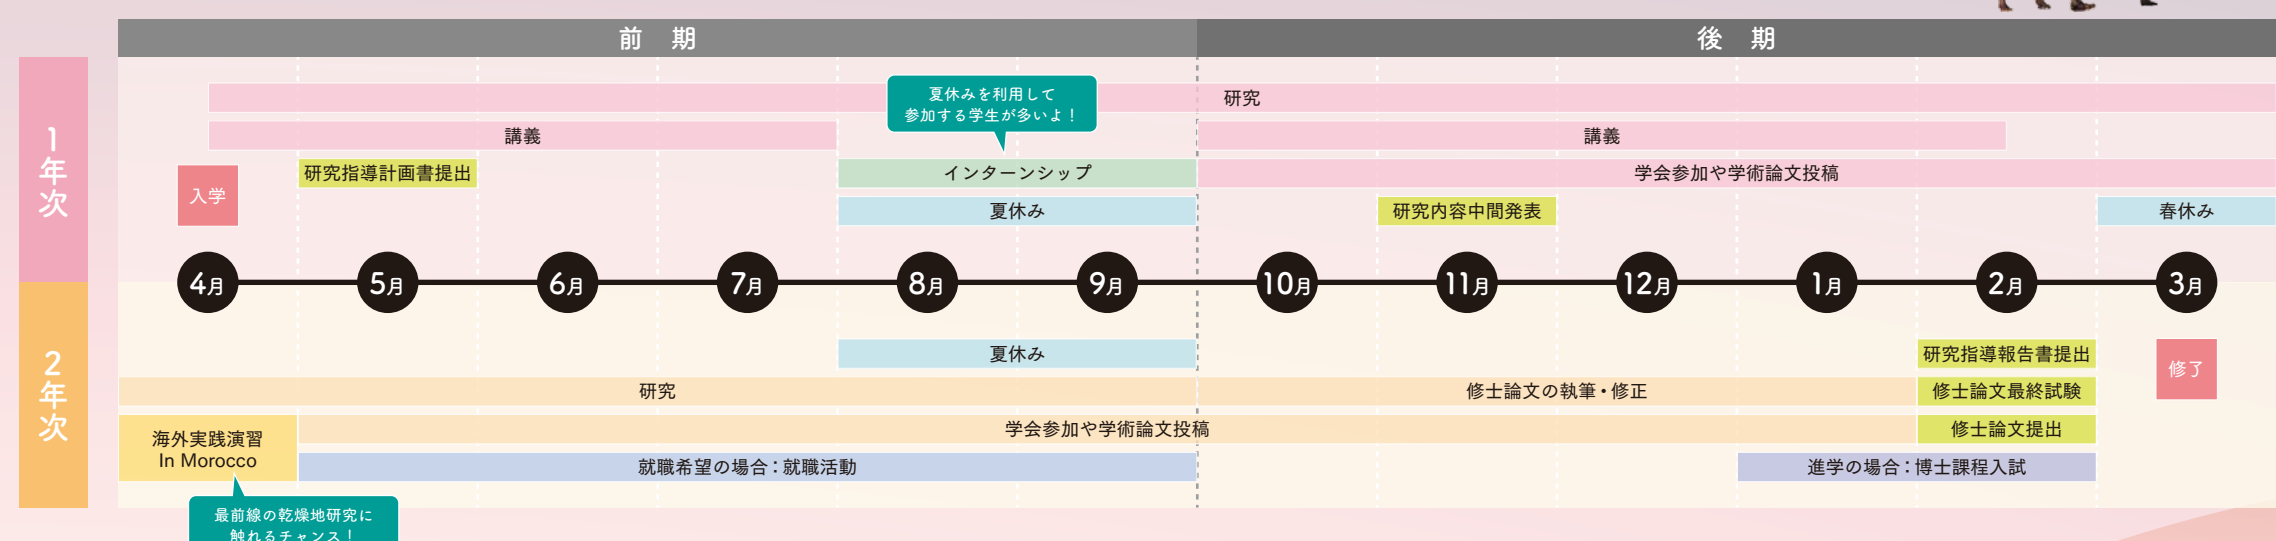 前　期
後　期
1年次
研究
夏休みを利用して
参加する学生が多いよ！
講義
講義
研究指導計画書提出
インターンシップ
学会参加や学術論文投稿
入学
夏休み
研究内容中間発表
春休み
4月
5月
6月
7月
8月
9月
10月
11月
12月
1月
2月
3月
2年次
夏休み
研究指導報告書提出
修了
研究
修士論文の執筆・修正
修士論文最終試験
海外実践演習
In Morocco
学会参加や学術論文投稿
修士論文提出
就職希望の場合：就職活動
進学の場合：博士課程入試
最前線の乾燥地研究に
触れるチャンス！